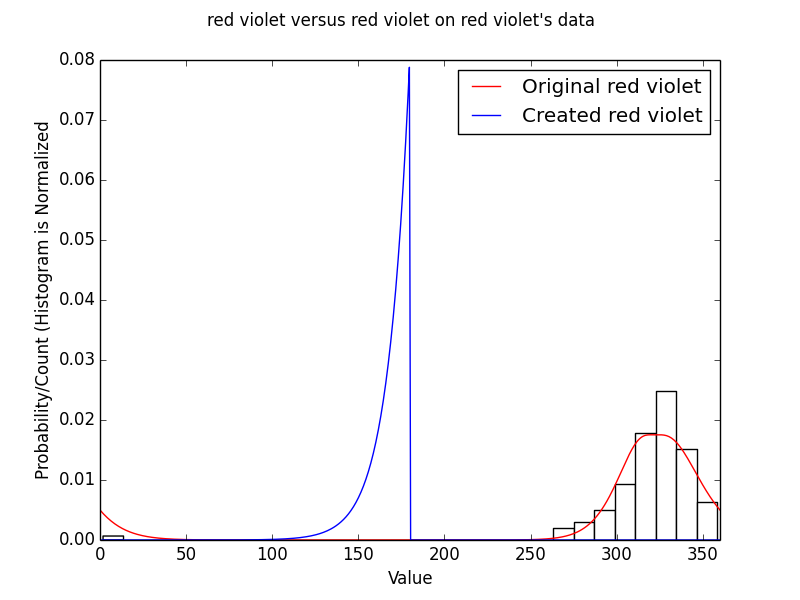 red violet versus red violet on red violet's data
Original red violet
Created red violet
Probability/Count (Histogram is Normalized
0.08
0.07
0.06
0.05
0.04
0.03
0.02
0.01
0.00
0 50 100 150 200 250 300 350
Value